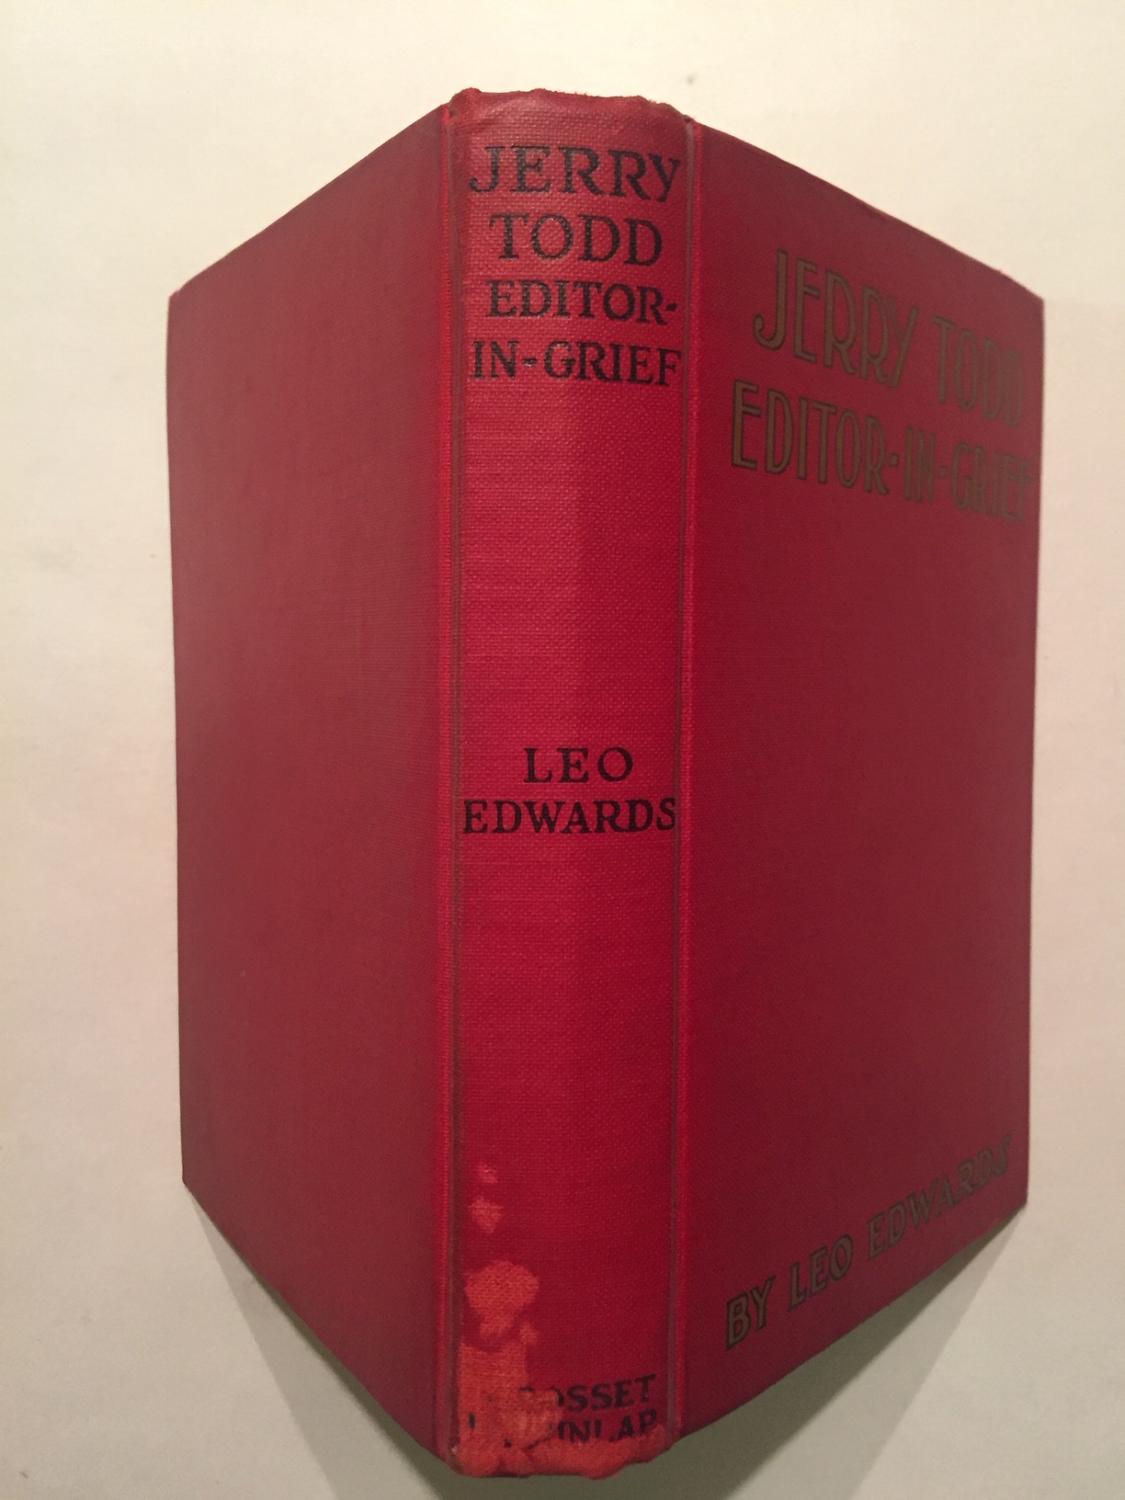 JERRY
TODD
EDITOR-
IN-GRIEF
LEO
EDWARDS
JERRY TODD
EDITOR-IN-GRIEF
BY LEO EDWARDS